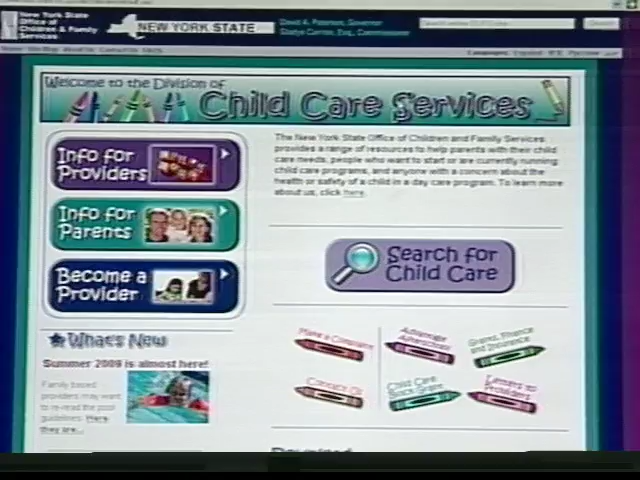 New York State
Office of
Children & Family
Services
NEW YORK STATE
David A. Paterson, Governor
Gladys Carrión, Esq., Commissioner
Welcome to the Division of
Child Care Services
Info for
Providers
Info for
Parents
Become a
Provider
The New York State Office of Children and Family Services,
provides a range of resources to help parents with their child
care needs, people who want to start or are currently running
child care programs, and anyone with a concern about the
health or safety of a child in a day care program. To learn more
about us, click here.
Search for
Child Care
What's New
Summer 2009 is almost here!
Family based
providers may want
to re-read the pool
guidelines. Here
they are...
Make a Complaint
Grants, Finance
and Insurance
Contact Us
Child Care
Block Grant
Letters to
Providers
Download